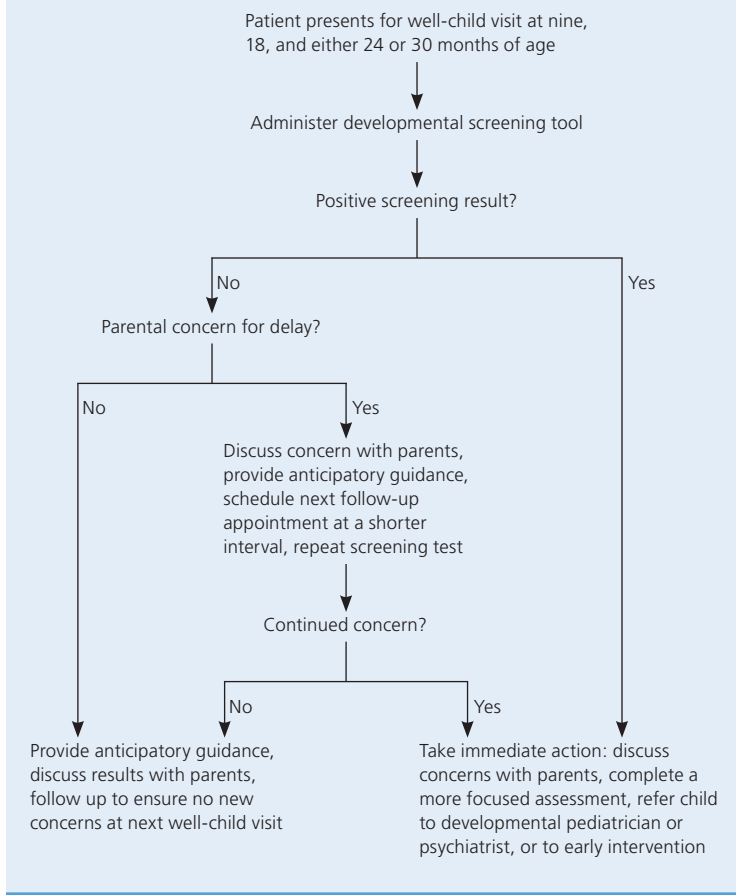 Patient presents for well-child visit at nine,
18, and either 24 or 30 months of age
Administer developmental screening tool
Positive screening result?
No
Yes
Parental concern for delay?
No
Yes
Discuss concern with parents,
provide anticipatory guidance,
schedule next follow-up
appointment at a shorter
interval, repeat screening test
Continued concern?
No
Yes
Provide anticipatory guidance,
discuss results with parents,
follow up to ensure no new
concerns at next well-child visit
Take immediate action: discuss
concerns with parents, complete a
more focused assessment, refer child
to developmental pediatrician or
psychiatrist, or to early intervention